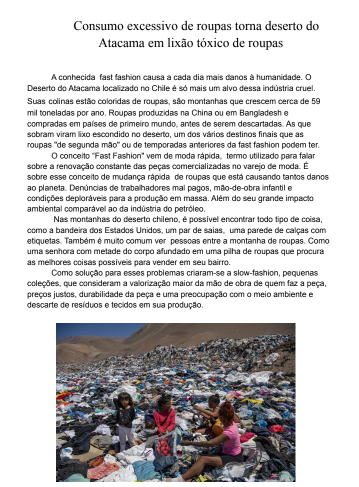 Consumo excessivo de roupas torna deserto do
Atacama em lixão tóxico de roupas
A conhecida fast fashion causa a cada dia mais danos à humanidade. O
Deserto do Atacama localizado no Chile é só mais um alvo dessa indústria cruel.
Suas colinas estão coloridas de roupas, são montanhas que crescem cerca de 59
mil toneladas por ano. Roupas produzidas na China ou em Bangladesh e
compradas em países de primeiro mundo, antes de serem descartadas. As que
sobram viram lixo escondido no deserto, um dos vários destinos finais que as
roupas "de segunda mão" ou de temporadas anteriores da fast fashion podem ter.
O conceito "Fast Fashion" vem de moda rápida, termo utilizado para falar
sobre a renovação constante das peças comercializadas no varejo de moda. É
sobre esse conceito de mudança rápida de roupas que está causando tantos danos
ao planeta. Denúncias de trabalhadores mal pagos, mão-de-obra infantil e
condições deploráveis para a produção em massa. Além do seu grande impacto
ambiental comparável ao da indústria do petróleo.
Nas montanhas do deserto chileno, é possível encontrar todo tipo de coisa,
como a bandeira dos Estados Unidos, um par de saias, uma parede de calças com
etiquetas. Também é muito comum ver pessoas entre a montanha de roupas. Como
uma senhora com metade do corpo afundado em uma pilha de roupas que procura
as melhores coisas possíveis para vender em seu bairro.
Como solução para esses problemas criaram-se a slow-fashion, pequenas
coleções, que consideram a valorização maior da mão de obra de quem faz a peça,
preços justos, durabilidade da peça e uma preocupação com o meio ambiente e
descarte de resíduos e tecidos em sua produção.